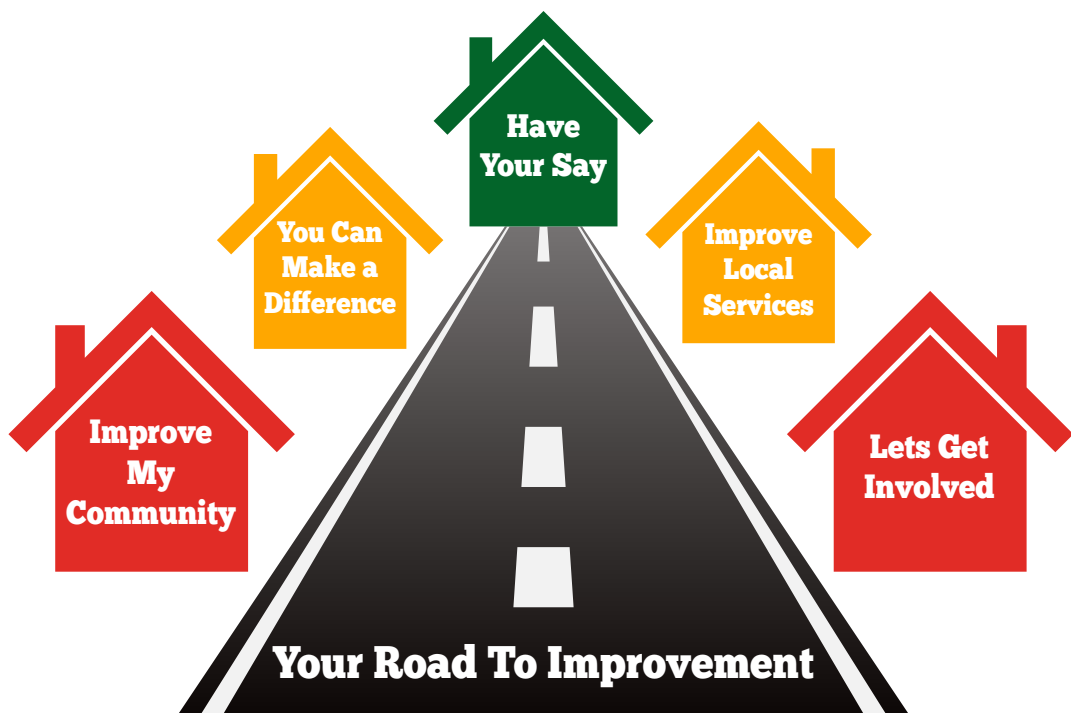 Have
Your Say
You Can
Make a
Difference
Improve
Local
Services
Improve
My
Community
Lets Get
Involved
Your Road To Improvement